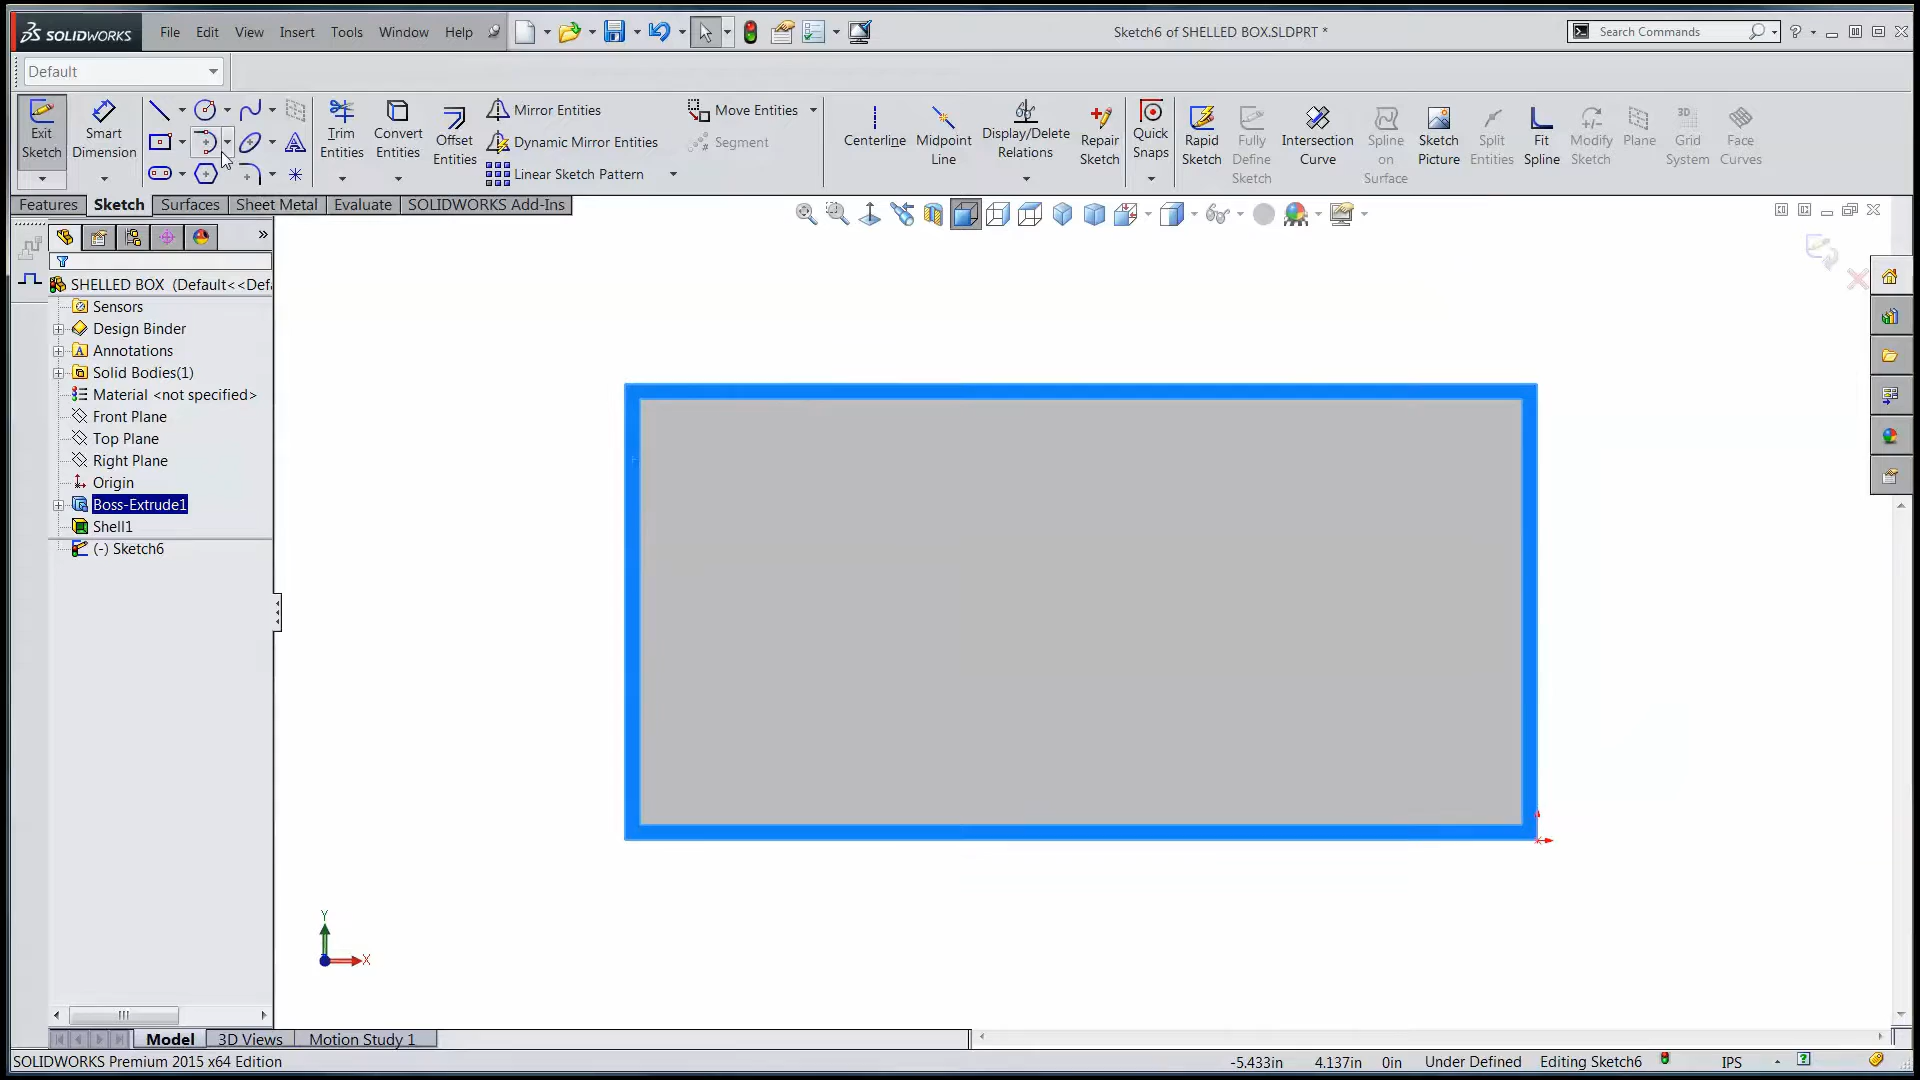 SOLIDWORKS File Edit View Insert Tools Window Help Sketch6 of SHELLED BOX.SLDPRT * Search Commands ?
Default
Exit Sketch
Smart Dimension
Trim Entities
Convert Entities
Offset Entities
Mirror Entities
Dynamic Mirror Entities
Linear Sketch Pattern
Move Entities
Segment
Centerline
Midpoint Line
Display/Delete Relations
Repair Sketch
Quick Snaps
Rapid Sketch
Fully Define Sketch
Intersection Curve
Spline on Surface
Sketch Picture
Split Entities
Fit Spline
Modify Sketch
Plane
3D
Grid System
Face Curves
Features Sketch Surfaces Sheet Metal Evaluate SOLIDWORKS Add-Ins
SHELLED BOX (Default<<Def
Sensors
Design Binder
A Annotations
Solid Bodies(1)
Material <not specified>
Front Plane
Top Plane
Right Plane
Origin
Boss-Extrude1
Shell1
(-) Sketch6
Y
X
Model 3D Views Motion Study 1
SOLIDWORKS Premium 2015 x64 Edition -5.433in 4.137in 0in Under Defined Editing Sketch6 IPS ?